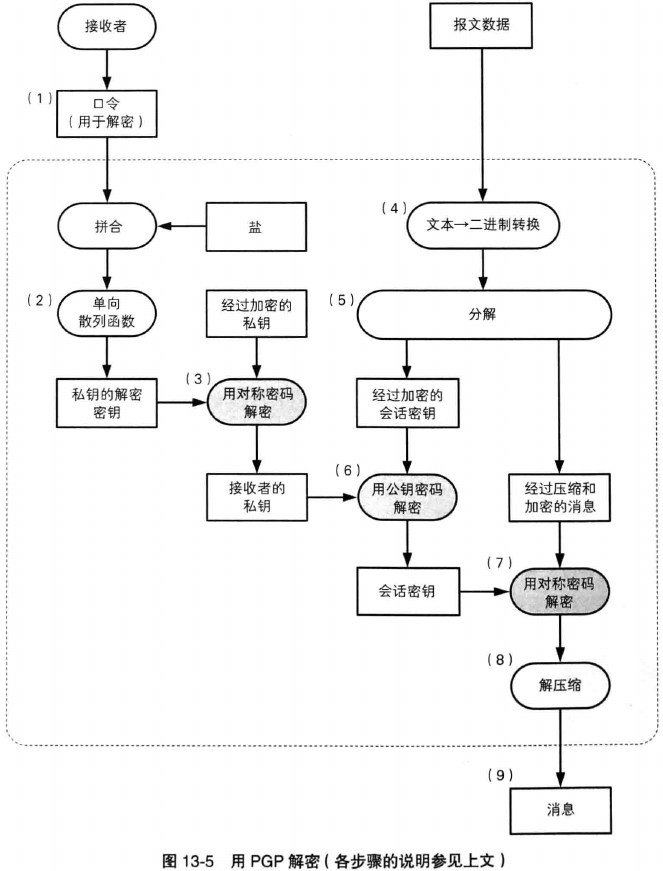 接收者
报文数据
(1)
口令
(用于解密)
拼合
盐
(4)
文本→二进制转换
(2)
单向
散列函数
经过加密的
私钥
(5)
分解
私钥的解密
密钥
(3)
用对称密码
解密
经过加密的
会话密钥
接收者的
私钥
(6)
用公钥密码
解密
经过压缩和
加密的消息
会话密钥
(7)
用对称密码
解密
(8)
解压缩
(9)
消息
图 13-5 用 PGP 解密(各步骤的说明参见上文)